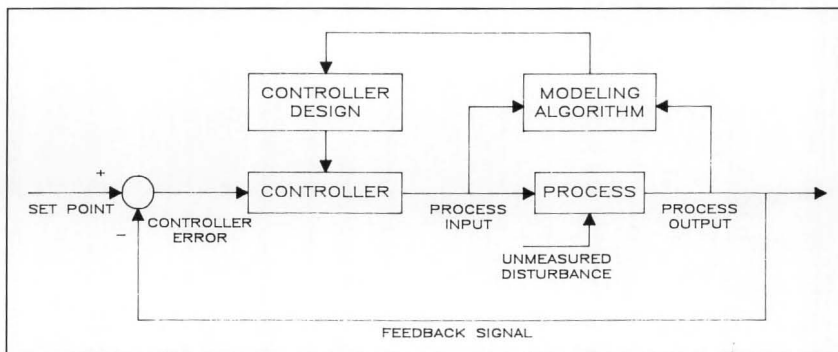 CONTROLLER
DESIGN
MODELING
ALGORITHM
+
SET POINT
−
CONTROLLER
ERROR
CONTROLLER
PROCESS
INPUT
PROCESS
UNMEASURED
DISTURBANCE
PROCESS
OUTPUT
FEEDBACK SIGNAL